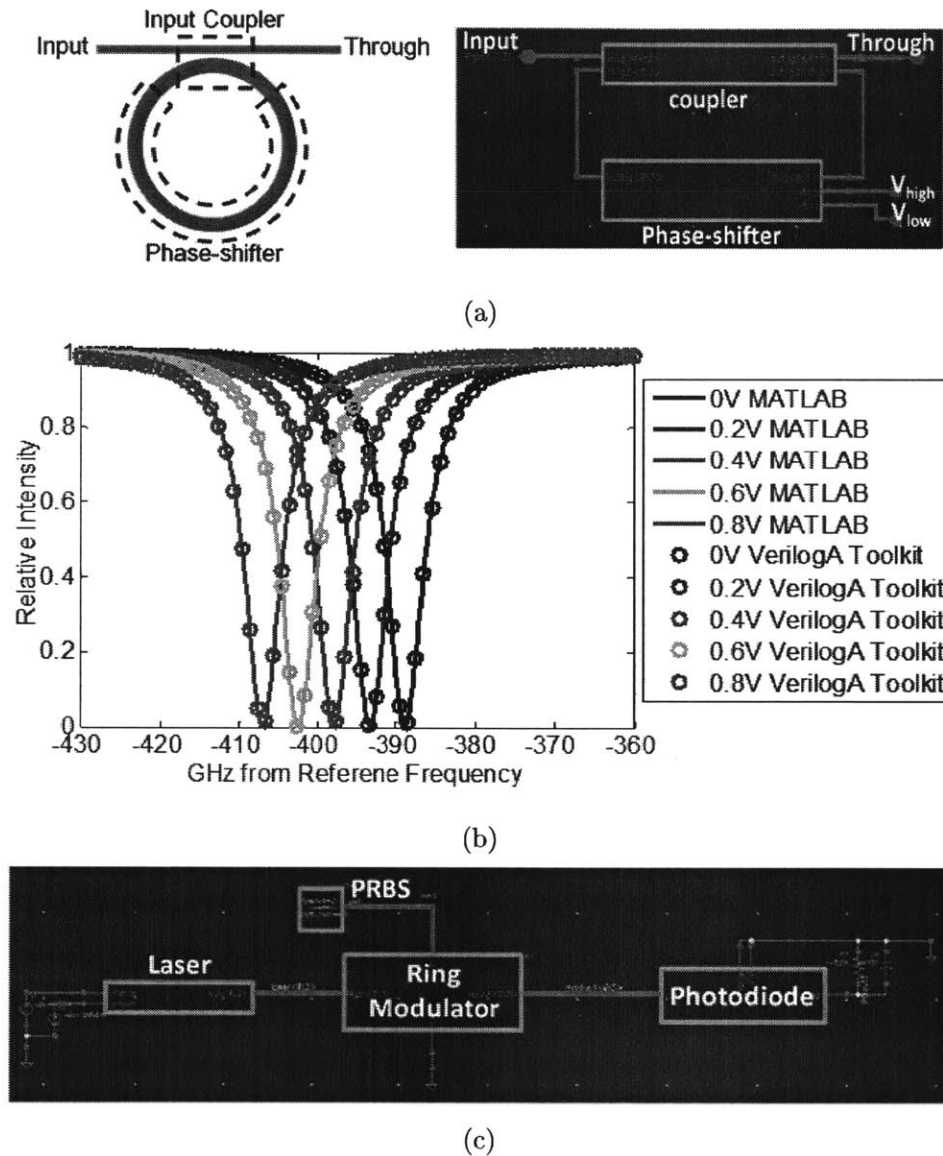 Input Coupler
Input
Through
Phase-shifter
Input
Through
coupler
V_high
V_low
Phase-shifter
(a)
1
0.8
0.6
0.4
0.2
0
Relative Intensity
-430 -420 -410 -400 -390 -380 -370 -360
GHz from Referene Frequency
0V MATLAB
0.2V MATLAB
0.4V MATLAB
0.6V MATLAB
0.8V MATLAB
0V VerilogA Toolkit
0.2V VerilogA Toolkit
0.4V VerilogA Toolkit
0.6V VerilogA Toolkit
0.8V VerilogA Toolkit
(b)
PRBS
Laser
Ring
Modulator
Photodiode
(c)